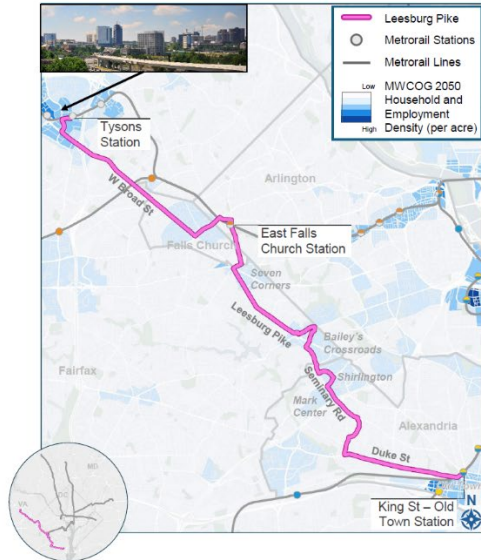 Leesburg Pike
Metrorail Stations
Metrorail Lines
Low
High
MWCOG 2050
Household and
Employment
Density (per acre)
Tysons
Station
W Broad St
Arlington
East Falls
Church Station
Falls Church
Seven
Corners
Leesburg Pike
Bailey's
Crossroads
Fairfax
Seminary Rd
Shirlington
Mark
Center
Alexandria
Duke St
King St – Old
Town Station
N
VA
DC
MD